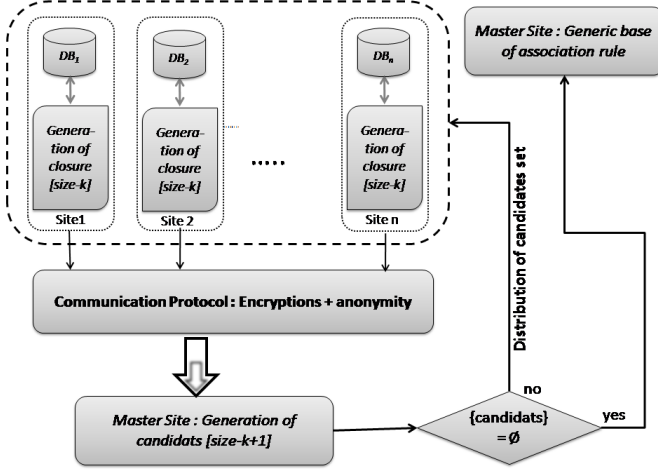 DB1
DB2
DBn
Genera-
tion of
closure
[size-k]
Genera-
tion of
closure
[size-k]
.....
Genera-
tion of
closure
[size-k]
Site1
Site 2
Site n
Communication Protocol : Encryptions + anonymity
Master Site : Generation of
candidats [size-k+1]
{candidats}
= Ø
no
yes
Distribution of candidates set
Master Site : Generic base
of association rule